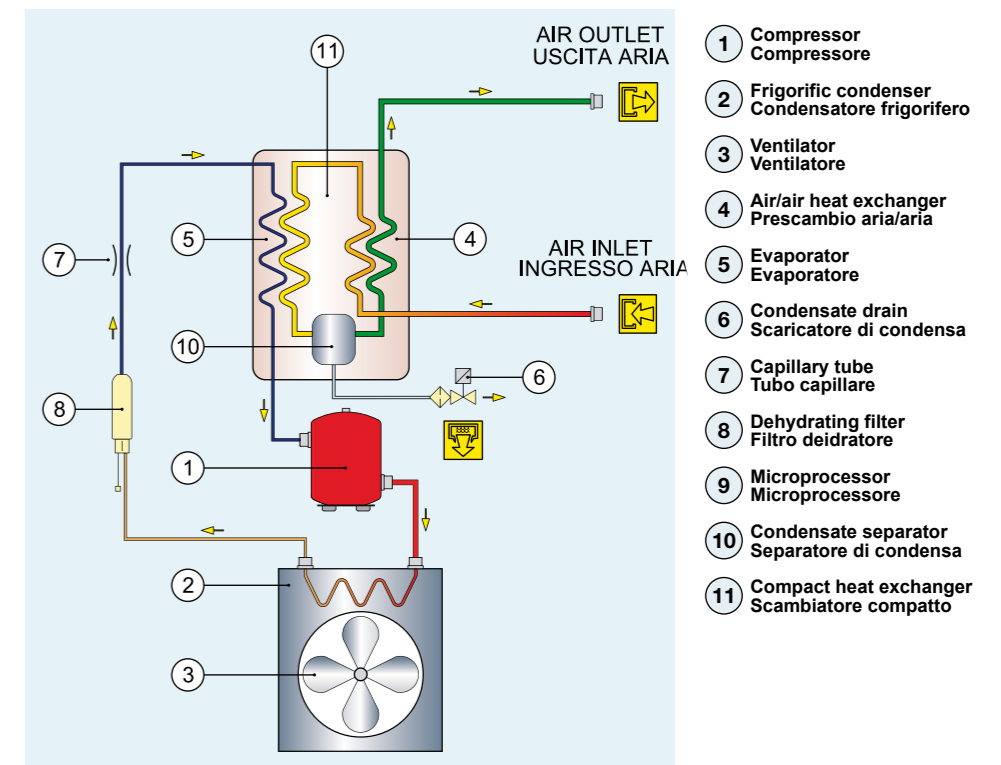 AIR OUTLET
USCITA ARIA
11
5
4
7
AIR INLET
INGRESSO ARIA
10
6
8
1
2
3
1 Compressor
Compressore
2 Frigorific condenser
Condensatore frigorifero
3 Ventilator
Ventilatore
4 Air/air heat exchanger
Prescambio aria/aria
5 Evaporator
Evaporatore
6 Condensate drain
Scaricatore di condensa
7 Capillary tube
Tubo capillare
8 Dehydrating filter
Filtro deidratore
9 Microprocessor
Microprocessore
10 Condensate separator
Separatore di condensa
11 Compact heat exchanger
Scambiatore compatto